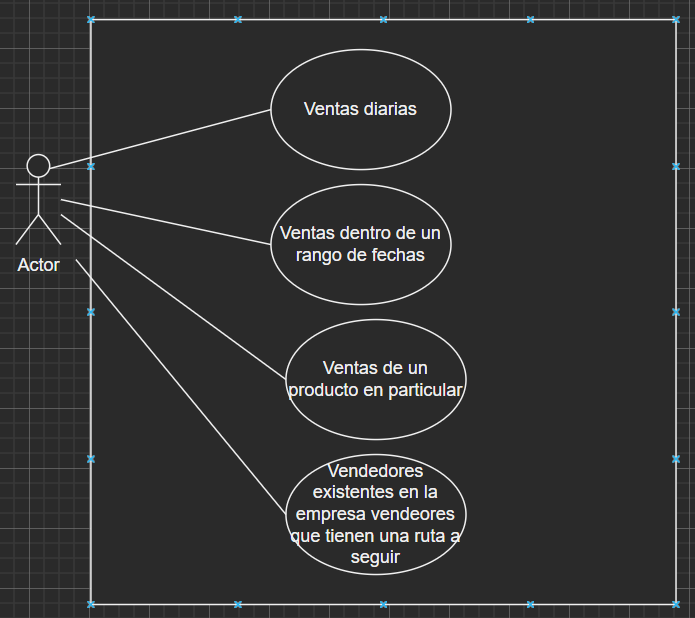 Ventas diarias
Ventas dentro de un
rango de fechas
Actor
Ventas de un
producto en particular
Vendedores
existentes en la
empresa vendeores
que tienen una ruta a
seguir